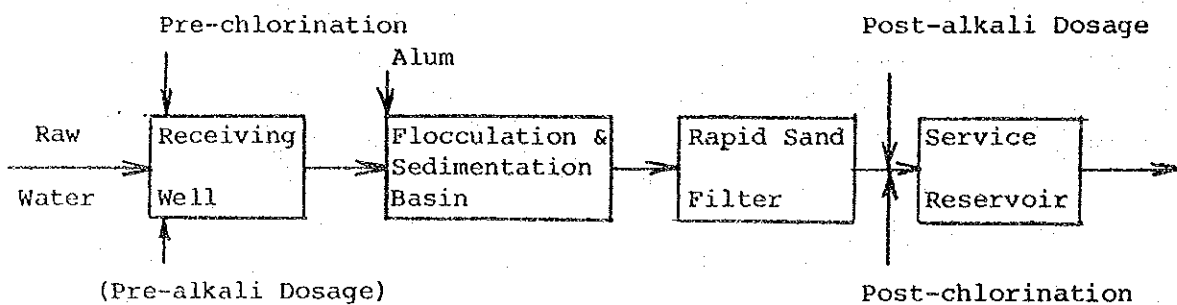 Pre-chlorination
Post-alkali Dosage
Alum
Raw
Water
Receiving
Well
Flocculation &
Sedimentation
Basin
Rapid Sand
Filter
Service
Reservoir
(Pre-alkali Dosage)
Post-chlorination